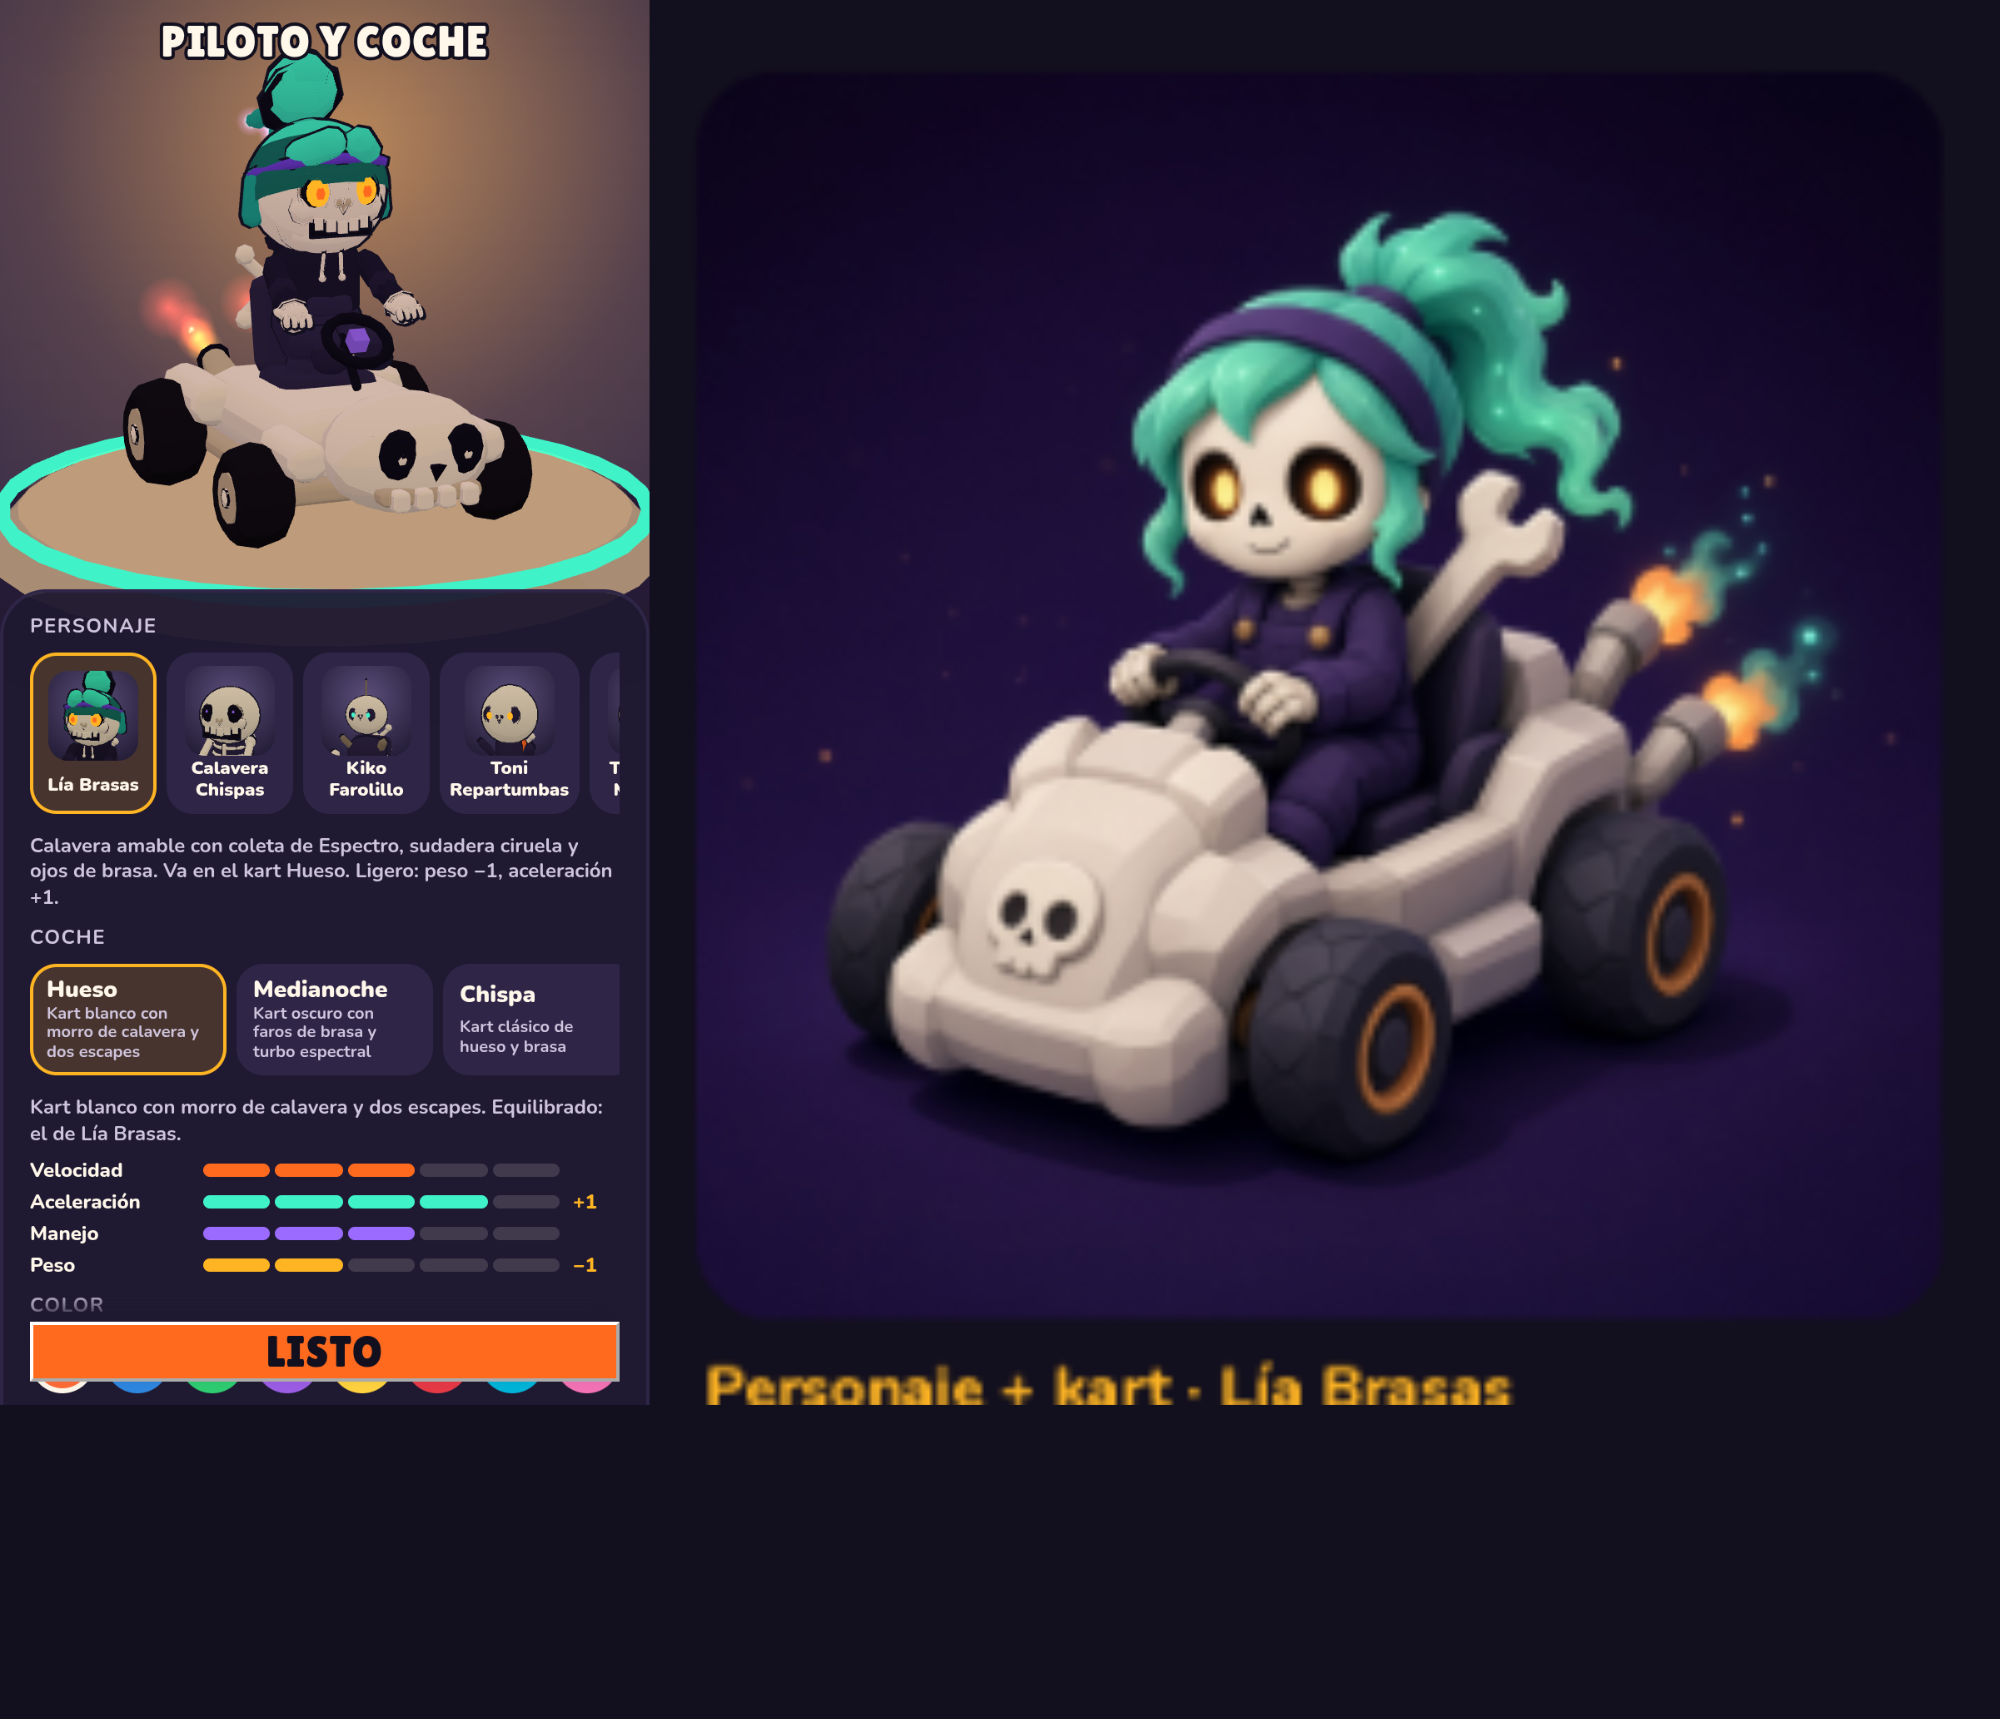 PILOTO Y COCHE
PERSONAJE
Lía Brasas
Calavera
Chispas
Kiko
Farolillo
Toni
Repartumbas
Calavera amable con coleta de Espectro, sudadera ciruela y
ojos de brasa. Va en el kart Hueso. Ligero: peso −1, aceleración
+1.
COCHE
Hueso
Kart blanco con
morro de calavera y
dos escapes
Medianoche
Kart oscuro con
faros de brasa y
turbo espectral
Chispa
Kart clásico de
hueso y brasa
Kart blanco con morro de calavera y dos escapes. Equilibrado:
el de Lía Brasas.
Velocidad
Aceleración +1
Manejo
Peso −1
COLOR
LISTO
Personaje + kart · Lía Brasas